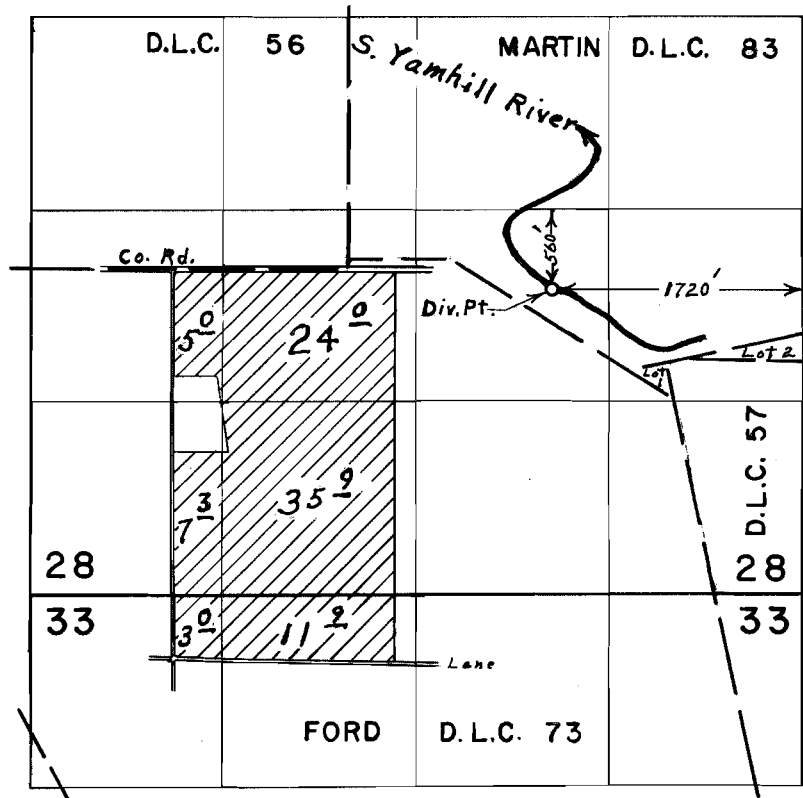 D.L.C. 56
MARTIN D.L.C. 83
S. Yamhill River
560'
Co. Rd.
1720'
Div. Pt.
5 0
24 0
Lot 2
Lot 1
D.L.C. 57
7 3
35 9
28
28
33
33
3 0
11 9
Lane
FORD D.L.C. 73